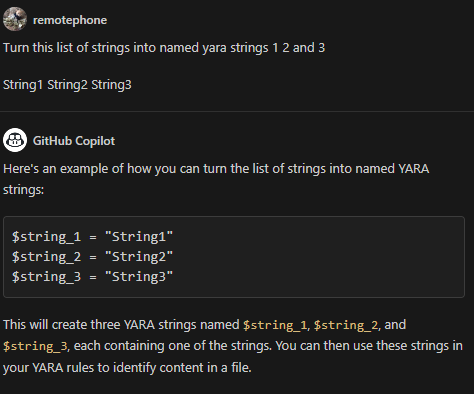 remotephone
Turn this list of strings into named yara strings 1 2 and 3
String1 String2 String3
GitHub Copilot
Here's an example of how you can turn the list of strings into named YARA
strings:
$string_1 = "String1"
$string_2 = "String2"
$string_3 = "String3"
This will create three YARA strings named $string_1, $string_2, and
$string_3, each containing one of the strings. You can then use these strings in
your YARA rules to identify content in a file.